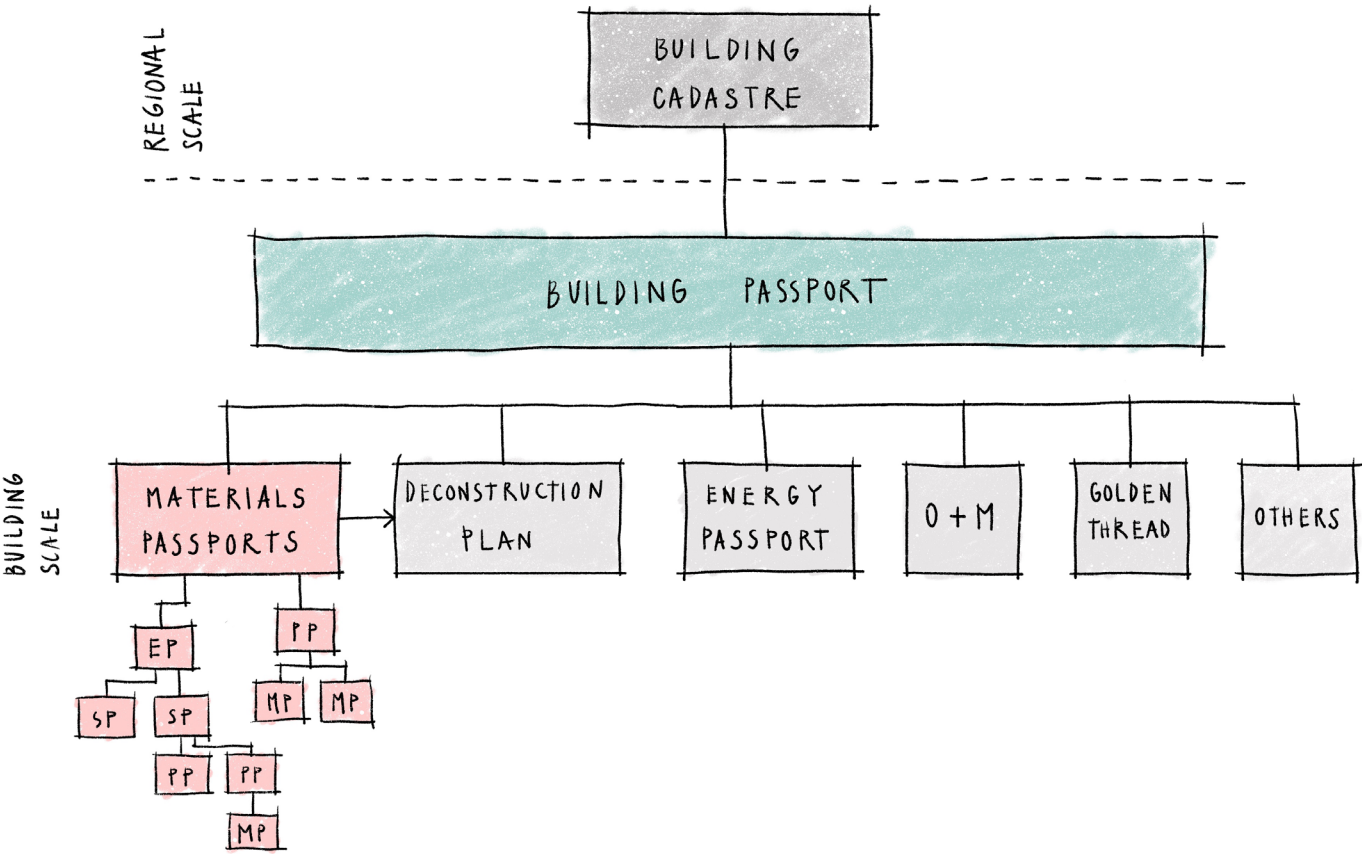 REGIONAL
SCALE
BUILDING
CADASTRE
BUILDING PASSPORT
BUILDING
SCALE
MATERIALS
PASSPORTS
DECONSTRUCTION
PLAN
ENERGY
PASSPORT
O + M
GOLDEN
THREAD
OTHERS
EP
PP
SP
SP
MP
MP
PP
PP
MP